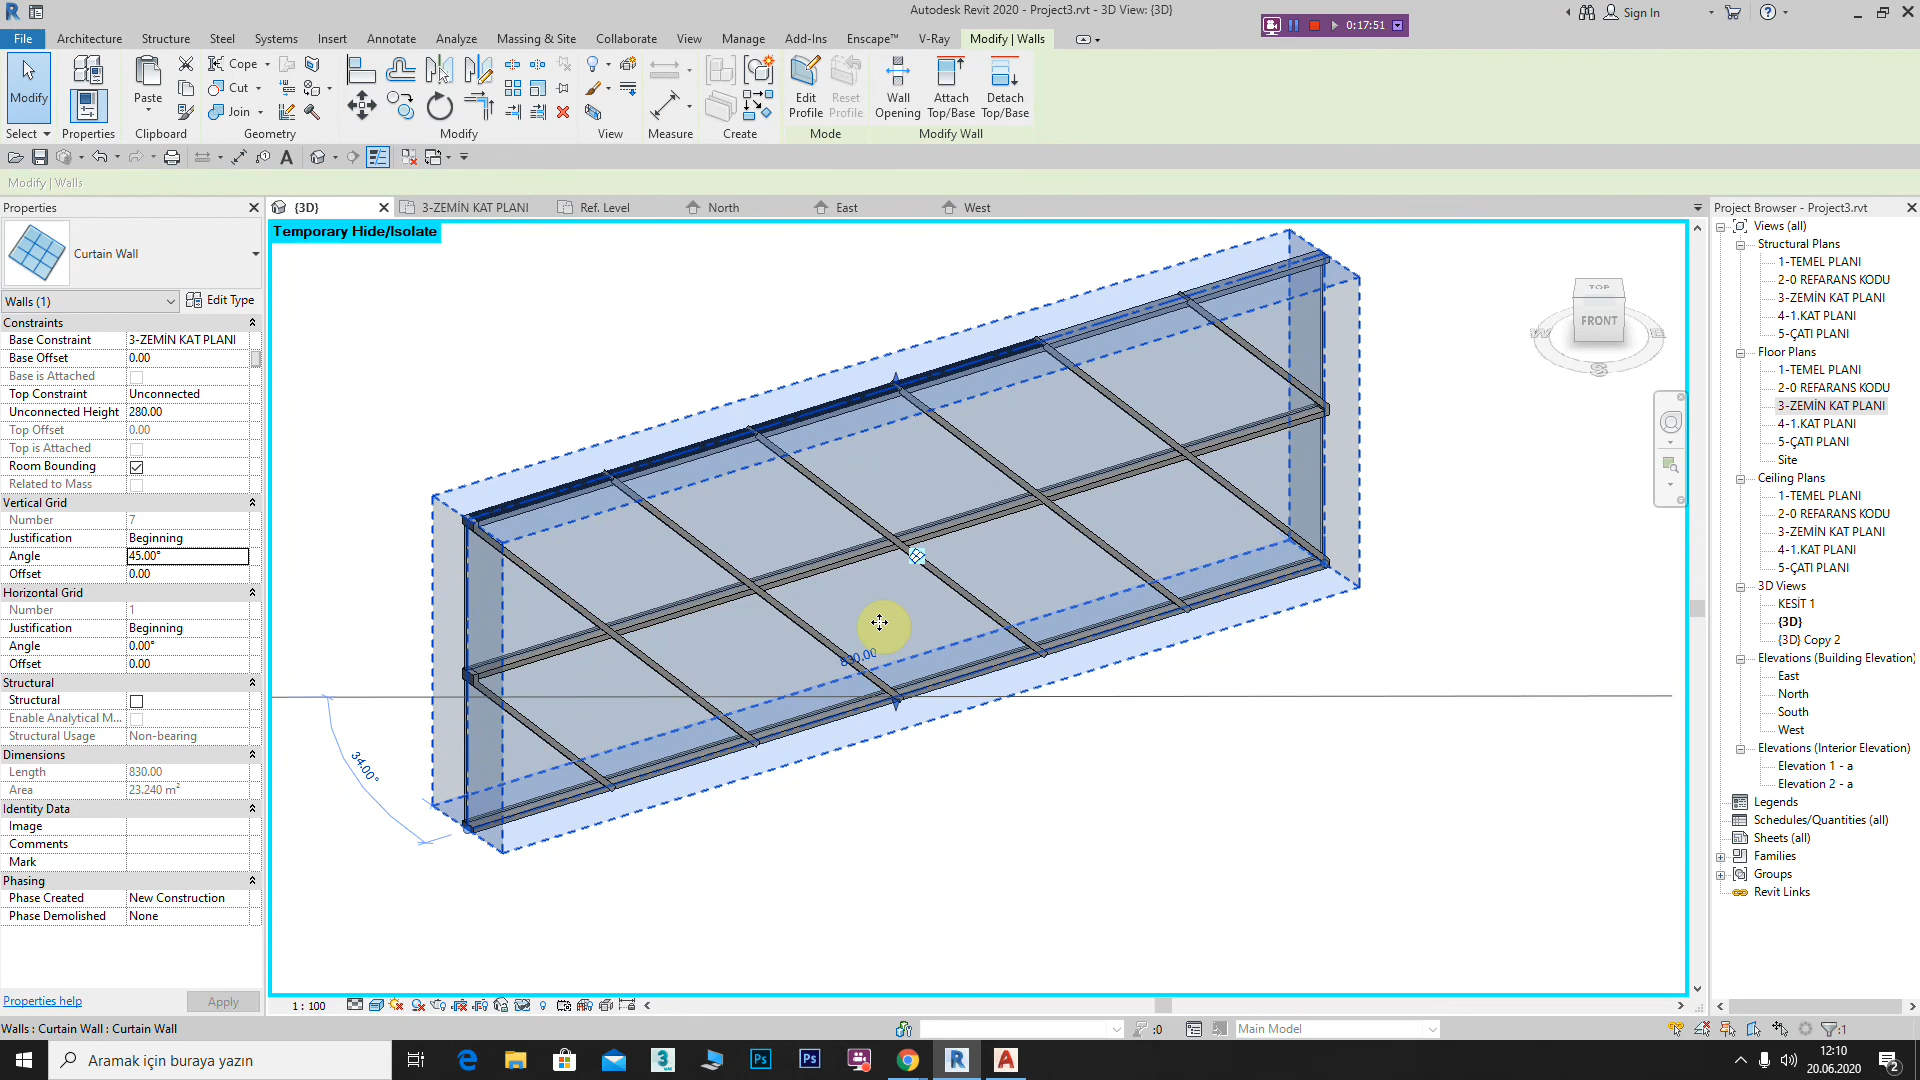 Autodesk Revit 2020 - Project3.rvt - 3D View: {3D}
0:17:51
Sign In
File
Architecture
Structure
Steel
Systems
Insert
Annotate
Analyze
Massing & Site
Collaborate
View
Manage
Add-Ins
Enscape™
V-Ray
Modify | Walls
Modify
Paste
Cope
Cut
Join
Edit Profile
Reset Profile
Wall Opening
Attach Top/Base
Detach Top/Base
Select
Properties
Clipboard
Geometry
Modify
View
Measure
Create
Mode
Modify Wall
Modify | Walls
Properties
{3D}
3-ZEMİN KAT PLANI
Ref. Level
North
East
West
Project Browser - Project3.rvt
Temporary Hide/Isolate
Curtain Wall
Walls (1)
Edit Type
Constraints
Base Constraint 3-ZEMİN KAT PLANI
Base Offset 0.00
Base is Attached
Top Constraint Unconnected
Unconnected Height 280.00
Top Offset 0.00
Top is Attached
Room Bounding
Related to Mass
Vertical Grid
Number 7
Justification Beginning
Angle 45.00°
Offset 0.00
Horizontal Grid
Number 1
Justification Beginning
Angle 0.00°
Offset 0.00
Structural
Structural
Enable Analytical M...
Structural Usage Non-bearing
Dimensions
Length 830.00
Area 23.240 m²
Identity Data
Image
Comments
Mark
Phasing
Phase Created New Construction
Phase Demolished None
Properties help
Apply
TOP
FRONT
W
E
S
34.00°
1 : 100
Views (all)
Structural Plans
1-TEMEL PLANI
2-0 REFARANS KODU
3-ZEMİN KAT PLANI
4-1.KAT PLANI
5-ÇATI PLANI
Floor Plans
1-TEMEL PLANI
2-0 REFARANS KODU
3-ZEMİN KAT PLANI
4-1.KAT PLANI
5-ÇATI PLANI
Site
Ceiling Plans
1-TEMEL PLANI
2-0 REFARANS KODU
3-ZEMİN KAT PLANI
4-1.KAT PLANI
5-ÇATI PLANI
3D Views
KESİT 1
{3D}
{3D} Copy 2
Elevations (Building Elevation)
East
North
South
West
Elevations (Interior Elevation)
Elevation 1 - a
Elevation 2 - a
Legends
Schedules/Quantities (all)
Sheets (all)
Families
Groups
Revit Links
Walls : Curtain Wall : Curtain Wall
:0
Main Model
:1
Aramak için buraya yazın
12:10
20.06.2020
2